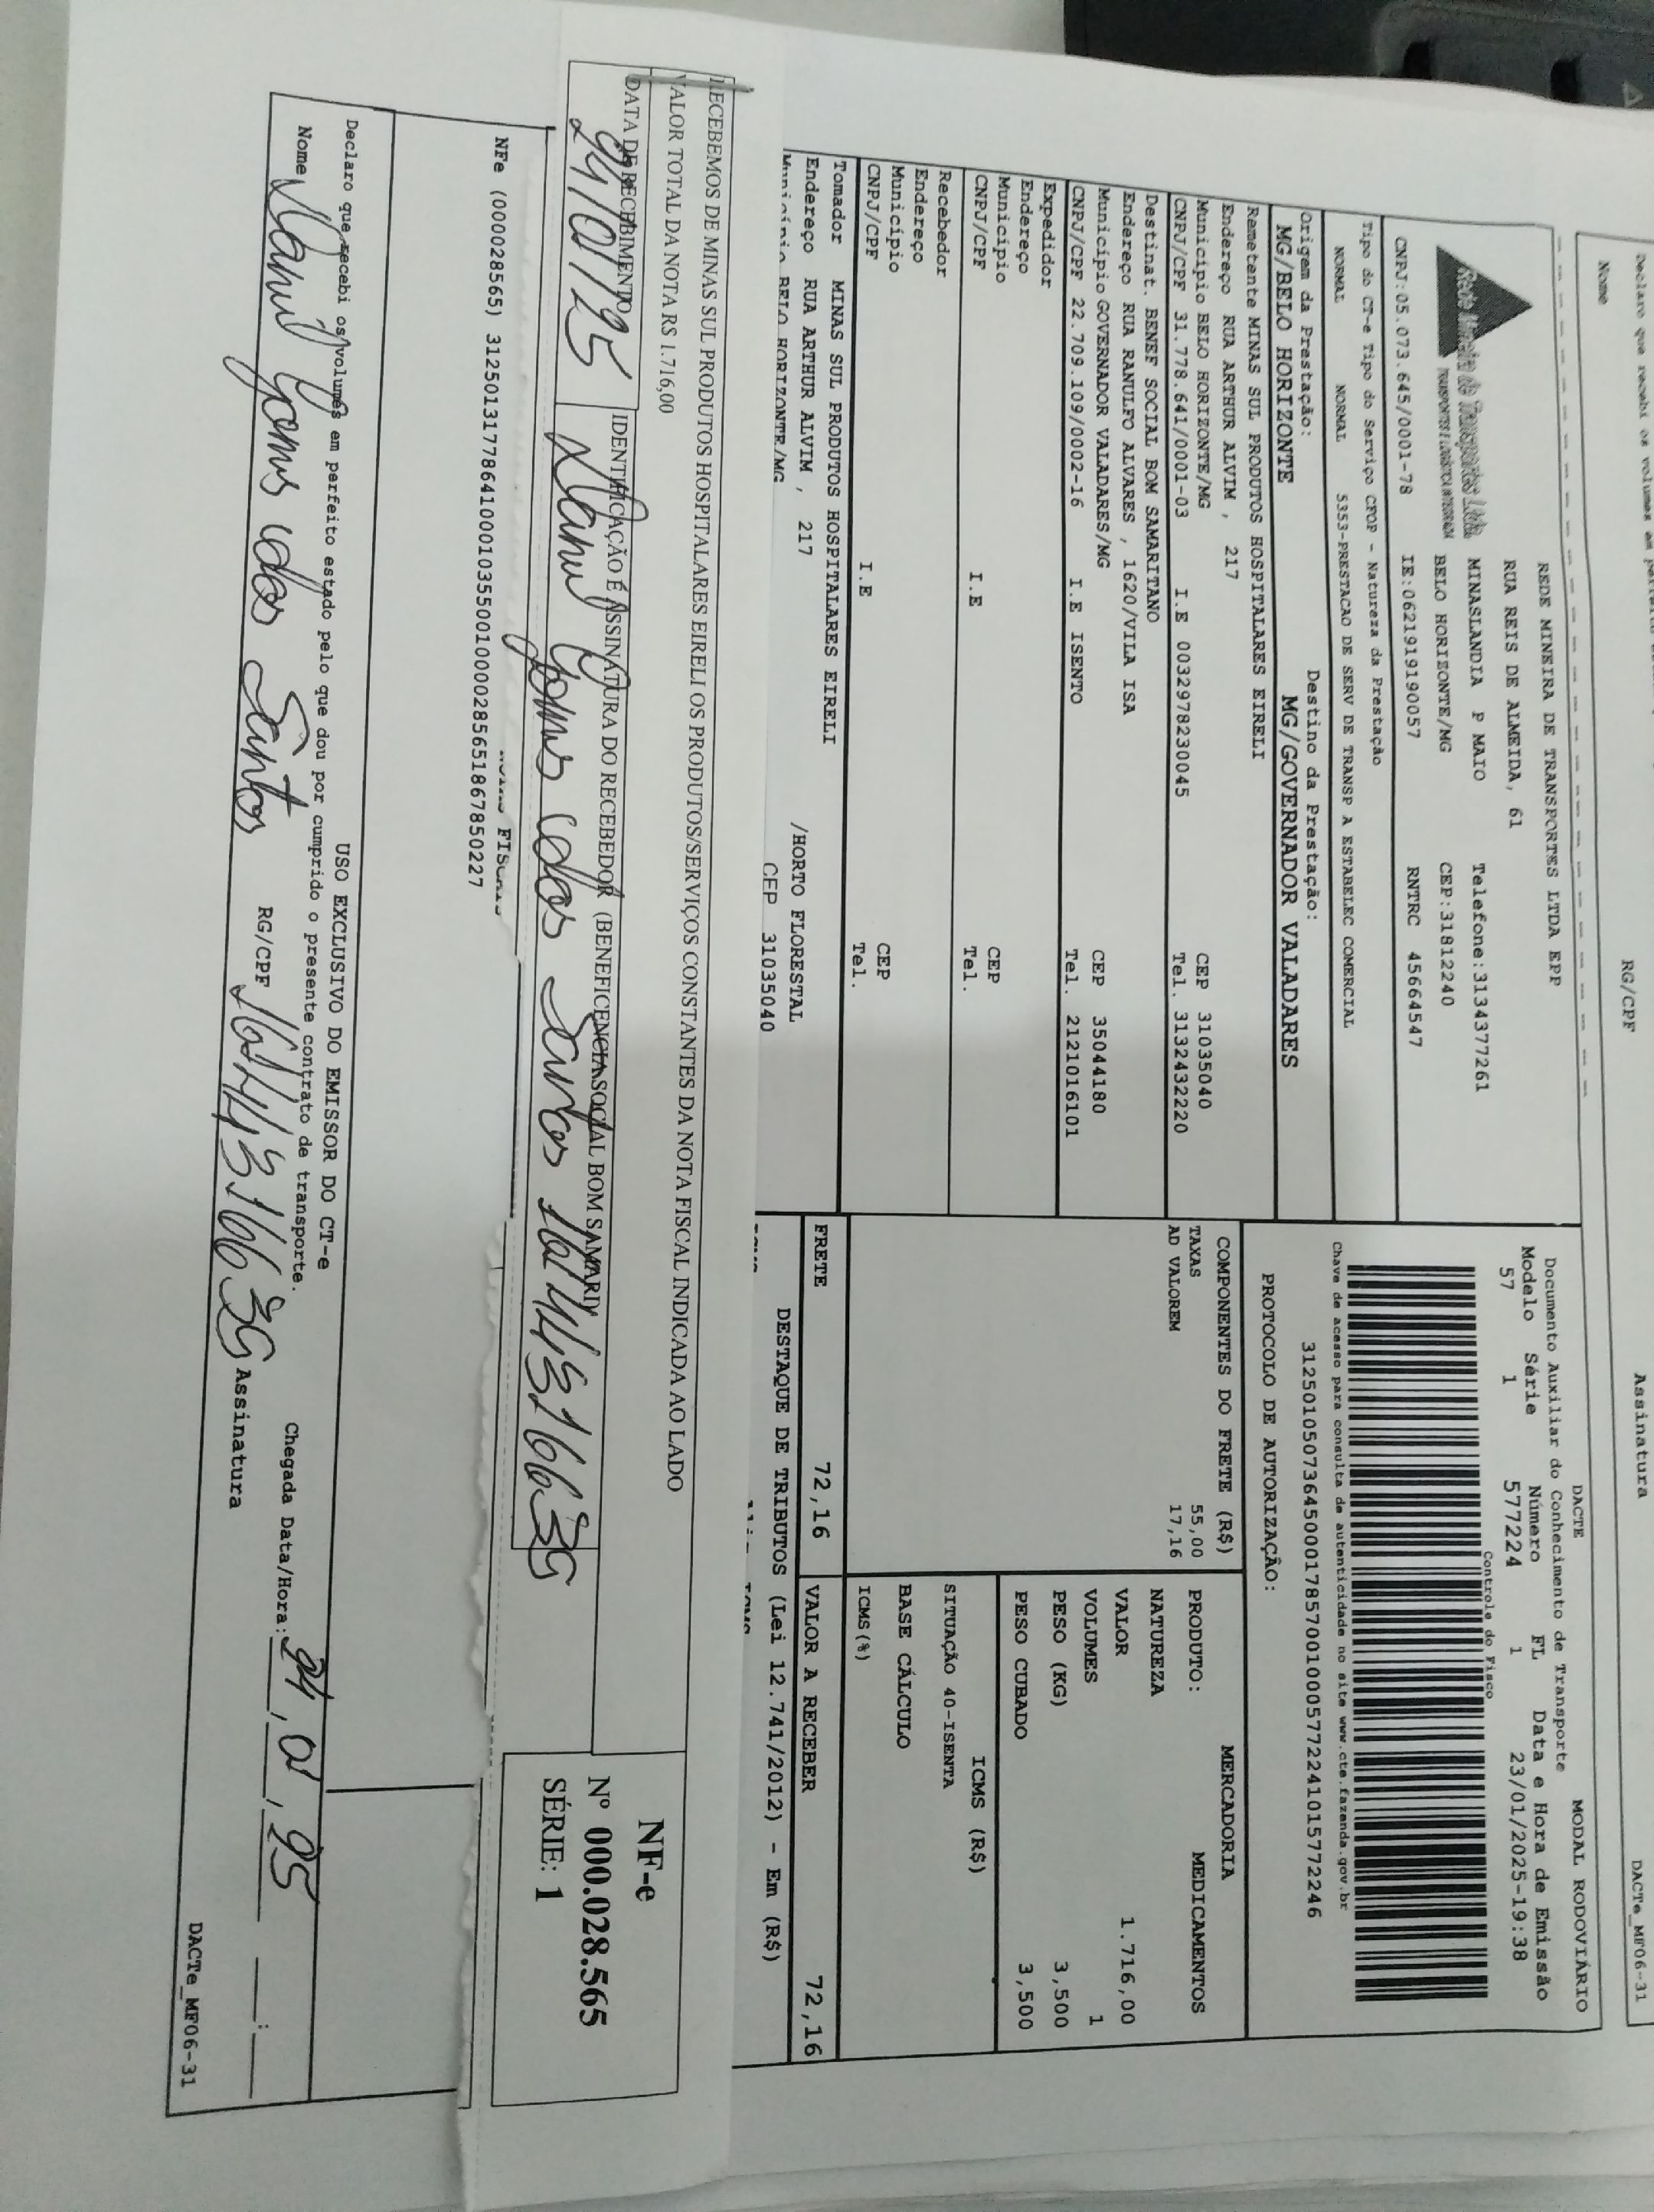 Declaro que recebi os volumes em
Nome RG/CPF Assinatura DACTe_MF06-31
Rede Mineira de Transportes Ltda.
TRANSPORTES E LOGÍSTICA INTEGRADA
REDE MINEIRA DE TRANSPORTES LTDA EPP
RUA REIS DE ALMEIDA, 61
MINASLANDIA P MAIO Telefone:3134377261
BELO HORIZONTE/MG CEP:31812240
CNPJ:05.073.645/0001-78 IE:0621919190057 RNTRC 45664547
DACTE MODAL RODOVIÁRIO
Documento Auxiliar do Conhecimento de Transporte
Modelo Série Número FL Data e Hora de Emissão
57 1 577224 1 23/01/2025-19:38
Controle do Fisco
Chave de acesso para consulta de autenticidade no site www.cte.fazenda.gov.br
31250105073645000178570010005772241015772246
PROTOCOLO DE AUTORIZAÇÃO:
Tipo do CT-e Tipo do Serviço CFOP - Natureza da Prestação
NORMAL NORMAL 5353-PRESTACAO DE SERV DE TRANSP A ESTABELEC COMERCIAL
Origem da Prestação: Destino da Prestação:
MG/BELO HORIZONTE MG/GOVERNADOR VALADARES
Remetente MINAS SUL PRODUTOS HOSPITALARES EIRELI
Endereço RUA ARTHUR ALVIM , 217
Município BELO HORIZONTE/MG CEP 31035040
CNPJ/CPF 31.778.641/0001-03 I.E 0032978230045 Tel. 3132432220
Destinat. BENEF SOCIAL BOM SAMARITANO
Endereço RUA RANULFO ALVARES , 1620/VILA ISA
Município GOVERNADOR VALADARES/MG CEP 35044180
CNPJ/CPF 22.709.109/0002-16 I.E ISENTO Tel. 2121016101
Expedidor
Endereço
Município CEP
CNPJ/CPF I.E Tel.
Recebedor
Endereço
Município CEP
CNPJ/CPF I.E Tel.
Tomador MINAS SUL PRODUTOS HOSPITALARES EIRELI
Endereço RUA ARTHUR ALVIM , 217 /HORTO FLORESTAL
Município BELO HORIZONTE/MG CEP 31035040
COMPONENTES DO FRETE (R$)
TAXAS 55,00
AD VALOREM 17,16
FRETE 72,16
MERCADORIA
PRODUTO: MEDICAMENTOS
NATUREZA
VALOR 1.716,00
VOLUMES 1
PESO (KG) 3,500
PESO CUBADO 3,500
ICMS (R$)
SITUAÇÃO 40-ISENTA
BASE CÁLCULO
ICMS(%)
VALOR A RECEBER 72,16
DESTAQUE DE TRIBUTOS (Lei 12.741/2012) - Em (R$)
RECEBEMOS DE MINAS SUL PRODUTOS HOSPITALARES EIRELI OS PRODUTOS/SERVIÇOS CONSTANTES DA NOTA FISCAL INDICADA AO LADO
VALOR TOTAL DA NOTA R$ 1.716,00
DATA DE RECEBIMENTO IDENTIFICAÇÃO E ASSINATURA DO RECEBEDOR (BENEFICENCIA SOCIAL BOM SAMARIT
24/01/25 Gomes dos Santos
NF-e
Nº 000.028.565
SÉRIE: 1
NFe (000028565) 31250131778641000103550010000285651867850227
USO EXCLUSIVO DO EMISSOR DO CT-e
Declaro que recebi os volumes em perfeito estado pelo que dou por cumprido o presente contrato de transporte.
Chegada Data/Hora: 24,01,25
Nome Gomes dos Santos RG/CPF Assinatura
DACTe_MF06-31